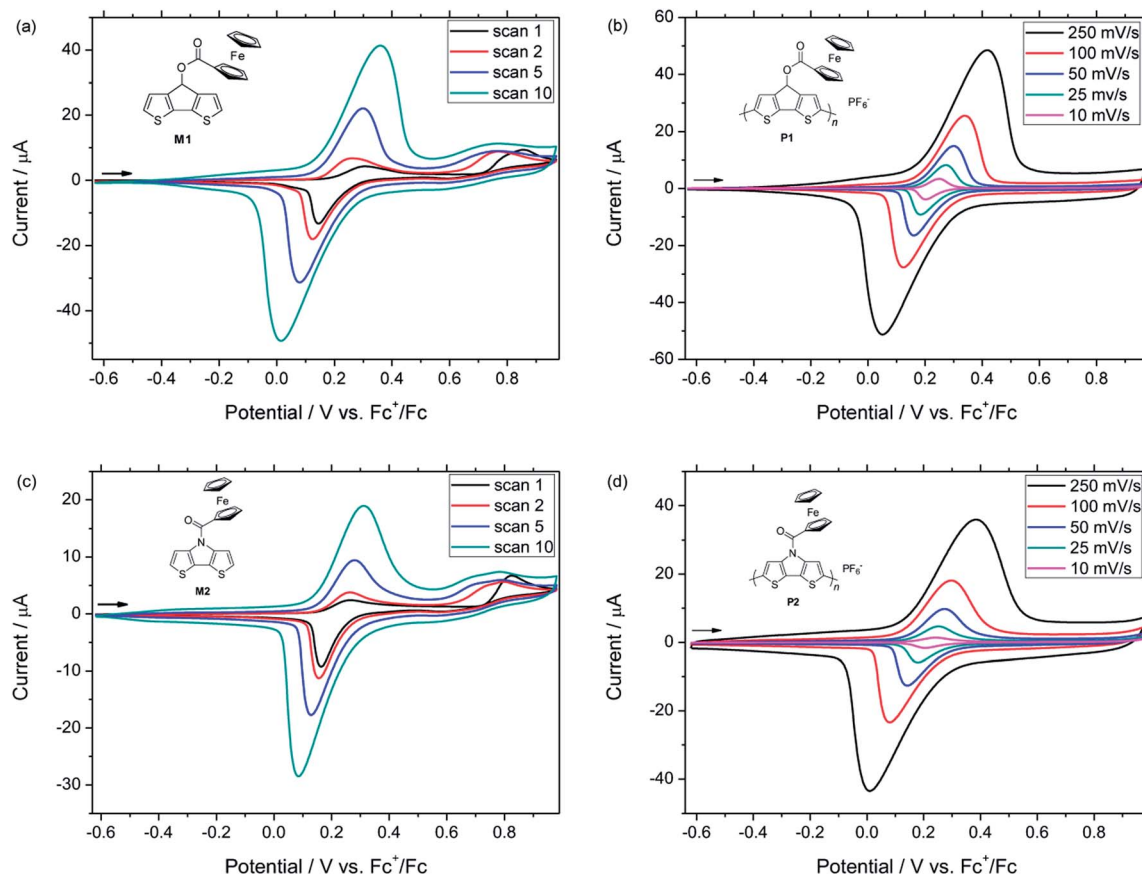 (a)
scan 1
scan 2
scan 5
scan 10
O
O
Fe
S
S
M1
Current / μA
40
20
0
-20
-40
-0.6 -0.4 -0.2 0.0 0.2 0.4 0.6 0.8
Potential / V vs. Fc⁺/Fc
(b)
250 mV/s
100 mV/s
50 mV/s
25 mv/s
10 mV/s
O
O
Fe
S
S
n
PF₆⁻
P1
Current / μA
60
40
20
0
-20
-40
-60
-0.6 -0.4 -0.2 0.0 0.2 0.4 0.6 0.8
Potential / V vs. Fc⁺/Fc
(c)
scan 1
scan 2
scan 5
scan 10
Fe
O
N
S
S
M2
Current / μA
20
10
0
-10
-20
-30
-0.6 -0.4 -0.2 0.0 0.2 0.4 0.6 0.8
Potential / V vs. Fc⁺/Fc
(d)
250 mV/s
100 mV/s
50 mV/s
25 mV/s
10 mV/s
Fe
O
N
S
S
n
PF₆⁻
P2
Current / μA
40
20
0
-20
-40
-0.6 -0.4 -0.2 0.0 0.2 0.4 0.6 0.8
Potential / V vs. Fc⁺/Fc